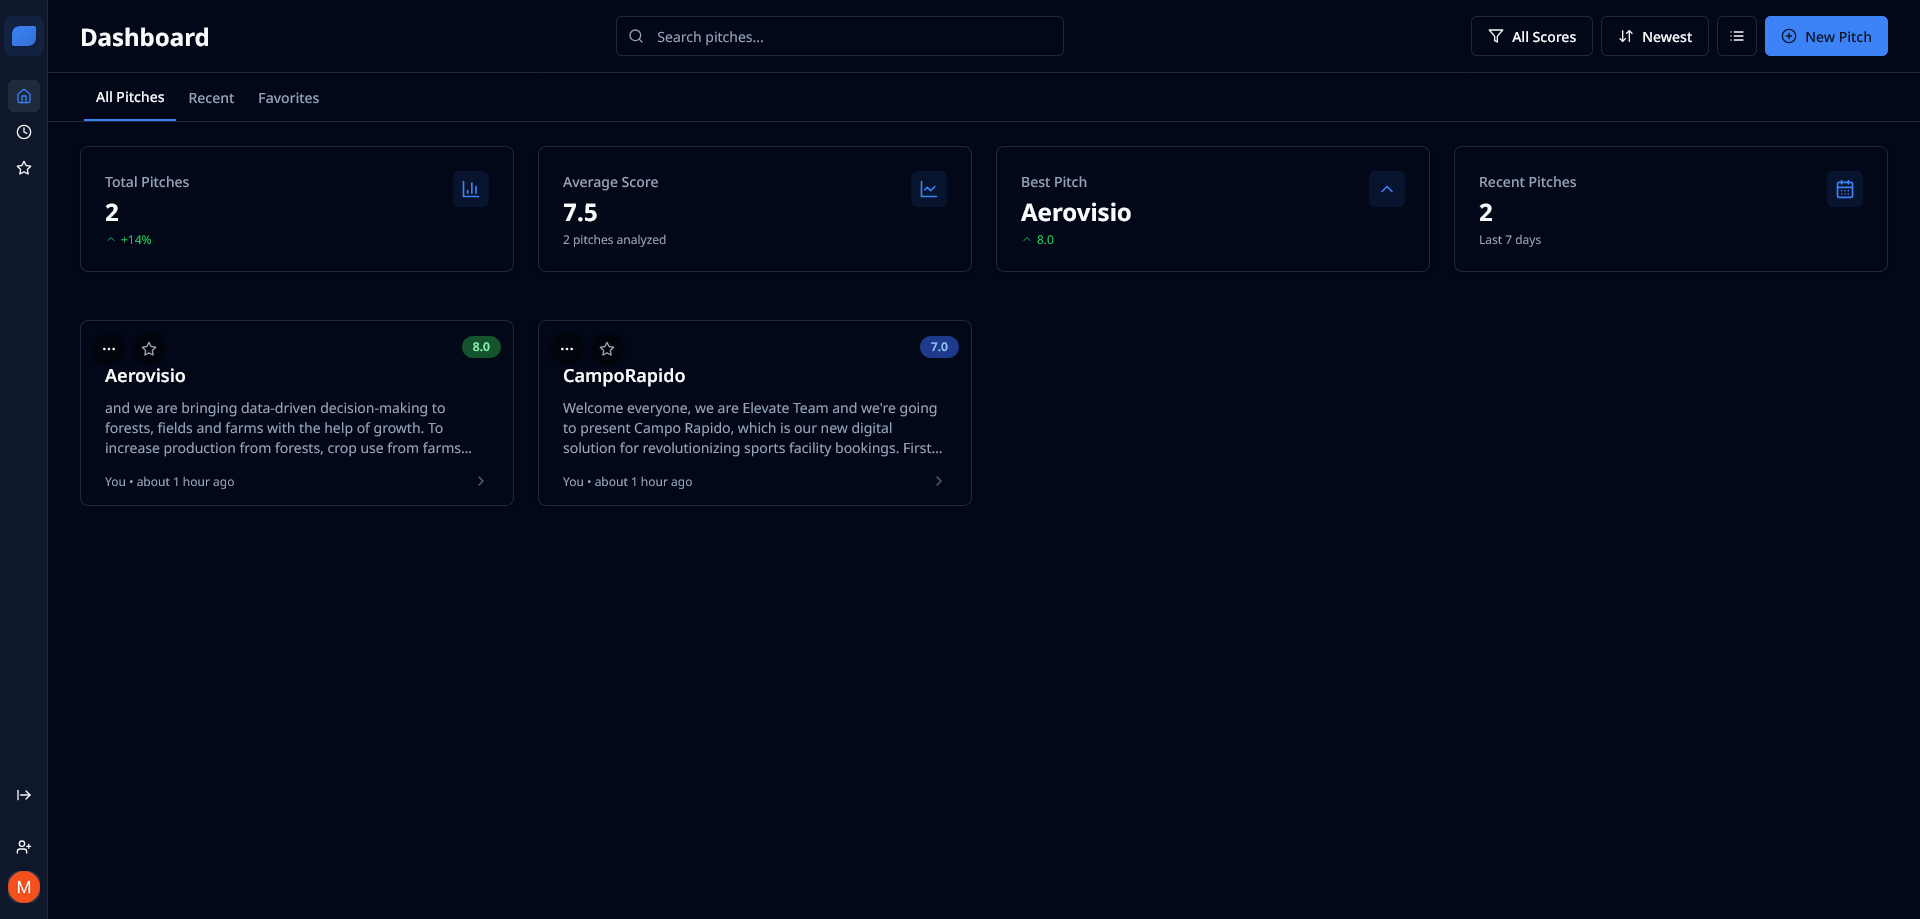 Dashboard
Search pitches...
All Scores
Newest
New Pitch
All Pitches
Recent
Favorites
Total Pitches
2
+14%
Average Score
7.5
2 pitches analyzed
Best Pitch
Aerovisio
8.0
Recent Pitches
2
Last 7 days
8.0
Aerovisio
and we are bringing data-driven decision-making to
forests, fields and farms with the help of growth. To
increase production from forests, crop use from farms...
You • about 1 hour ago
7.0
CampoRapido
Welcome everyone, we are Elevate Team and we're going
to present Campo Rapido, which is our new digital
solution for revolutionizing sports facility bookings. First...
You • about 1 hour ago
M